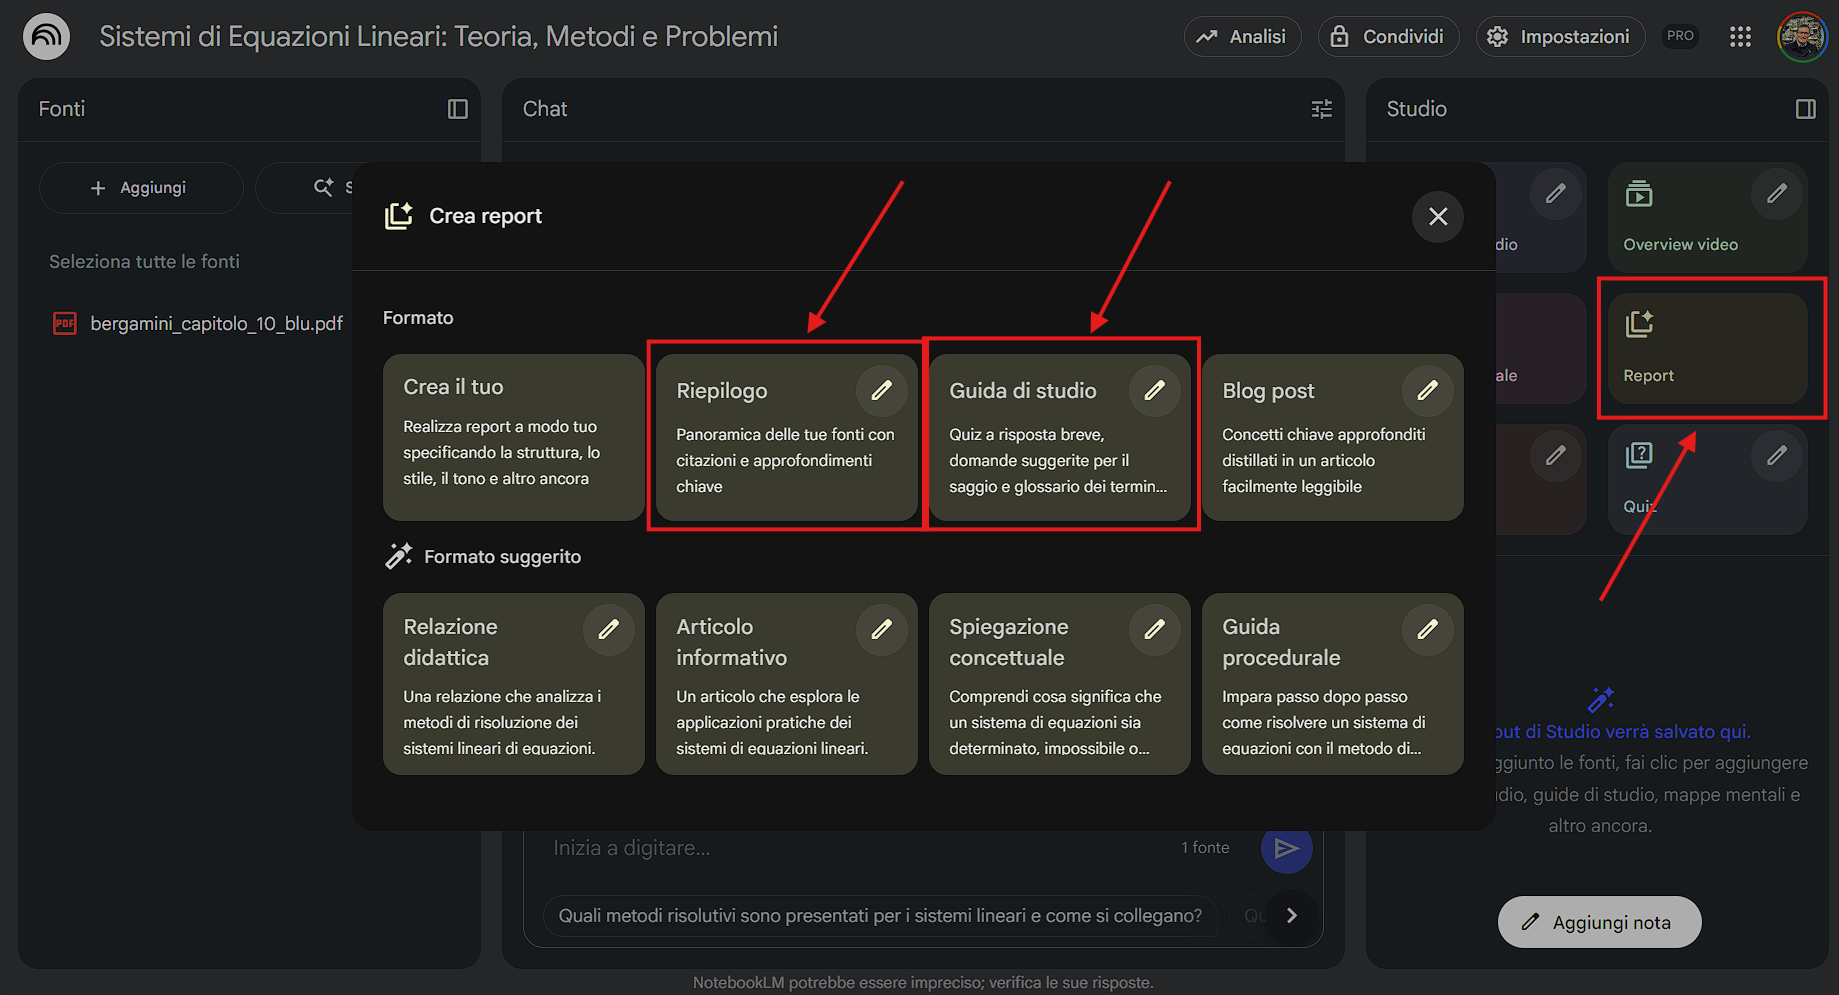 Sistemi di Equazioni Lineari: Teoria, Metodi e Problemi
Analisi
Condividi
Impostazioni
PRO
Fonti
Aggiungi
Seleziona tutte le fonti
PDF
bergamini_capitolo_10_blu.pdf
Chat
Studio
Crea report
Formato
Crea il tuo
Realizza report a modo tuo
specificando la struttura, lo
stile, il tono e altro ancora
Riepilogo
Panoramica delle tue fonti con
citazioni e approfondimenti
chiave
Guida di studio
Quiz a risposta breve,
domande suggerite per il
saggio e glossario dei termin...
Blog post
Concetti chiave approfonditi
distillati in un articolo
facilmente leggibile
Formato suggerito
Relazione
didattica
Una relazione che analizza i
metodi di risoluzione dei
sistemi lineari di equazioni.
Articolo
informativo
Un articolo che esplora le
applicazioni pratiche dei
sistemi di equazioni lineari.
Spiegazione
concettuale
Comprendi cosa significa che
un sistema di equazioni sia
determinato, impossibile o...
Guida
procedurale
Impara passo dopo passo
come risolvere un sistema di
equazioni con il metodo di...
dio
Overview video
ale
Report
Quiz
out di Studio verrà salvato qui.
ggiunto le fonti, fai clic per aggiungere
dio, guide di studio, mappe mentali e
altro ancora.
Aggiungi nota
Inizia a digitare...
1 fonte
Quali metodi risolutivi sono presentati per i sistemi lineari e come si collegano?
Qu
NotebookLM potrebbe essere impreciso; verifica le sue risposte.